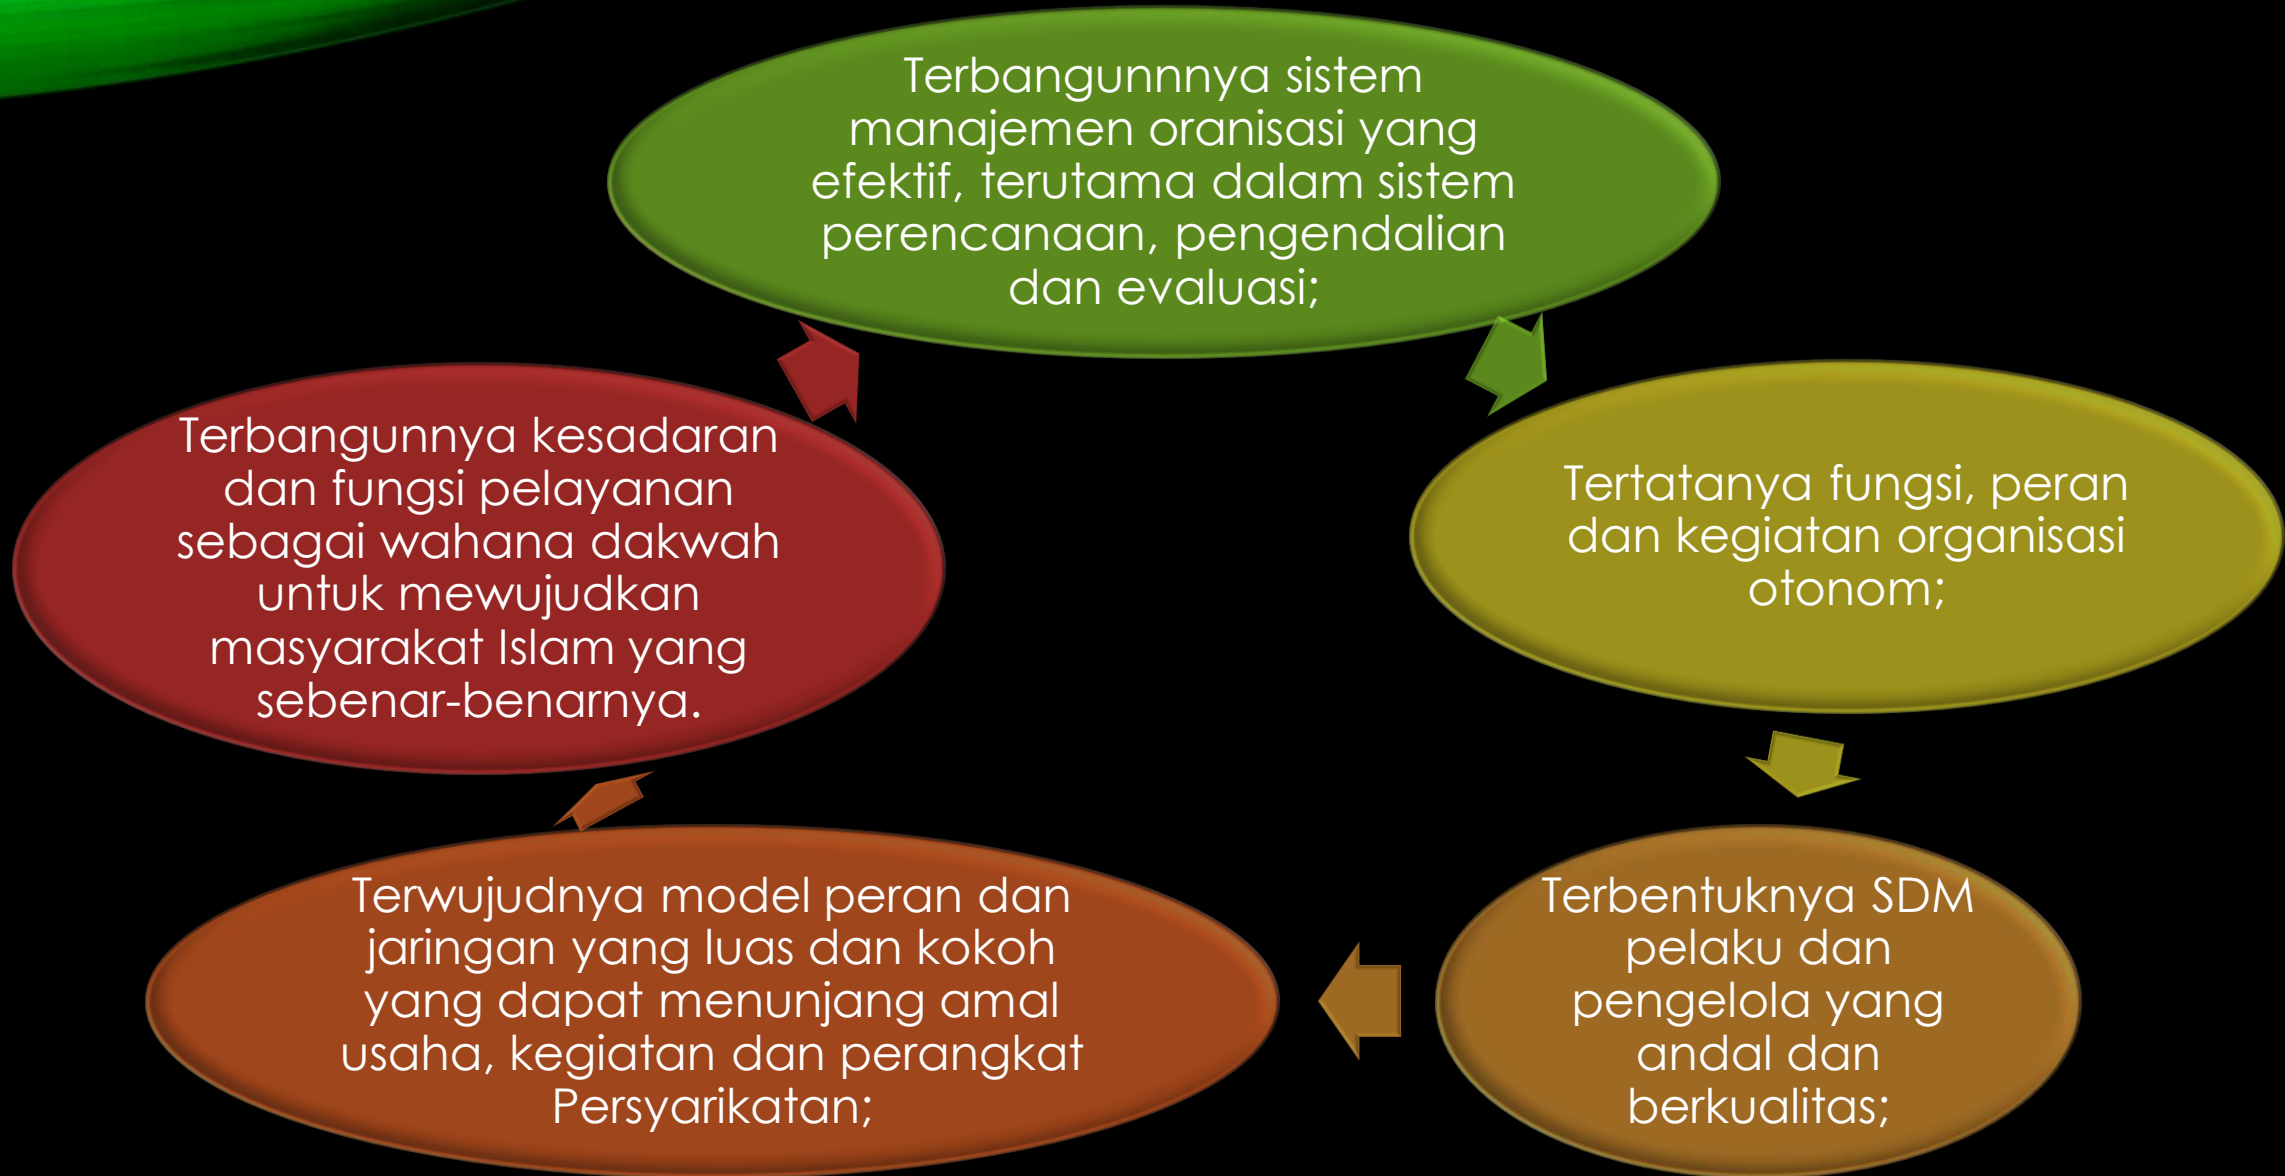 Terbangunnnya sistem
manajemen oranisasi yang
efektif, terutama dalam sistem
perencanaan, pengendalian
dan evaluasi;
Tertatanya fungsi, peran
dan kegiatan organisasi
otonom;
Terbentuknya SDM
pelaku dan
pengelola yang
andal dan
berkualitas;
Terwujudnya model peran dan
jaringan yang luas dan kokoh
yang dapat menunjang amal
usaha, kegiatan dan perangkat
Persyarikatan;
Terbangunnya kesadaran
dan fungsi pelayanan
sebagai wahana dakwah
untuk mewujudkan
masyarakat Islam yang
sebenar-benarnya.